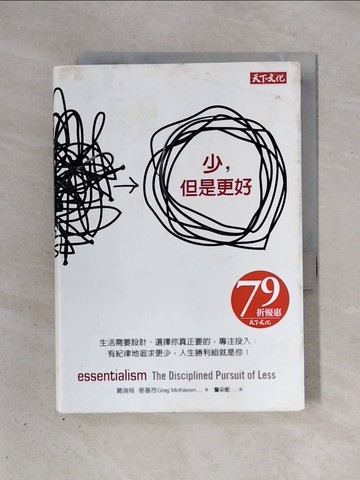 天下文化
少,
但是更好
79
折優惠
天下文化
生活需要設計,選擇你真正要的,專注投入,
有紀律地追求更少,人生勝利組就是你!
essentialism The Disciplined Pursuit of Less
葛瑞格.麥基昂(Greg McKeown)...著
...譯